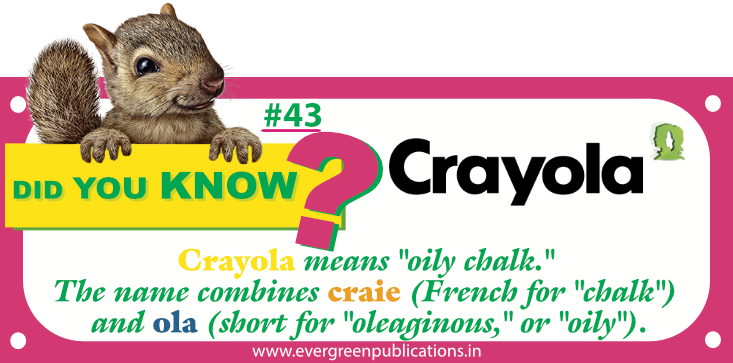 #43
DID YOU KNOW ?
Crayola
Crayola means "oily chalk."
The name combines craie (French for "chalk")
and ola (short for "oleaginous," or "oily").
www.evergreenpublications.in